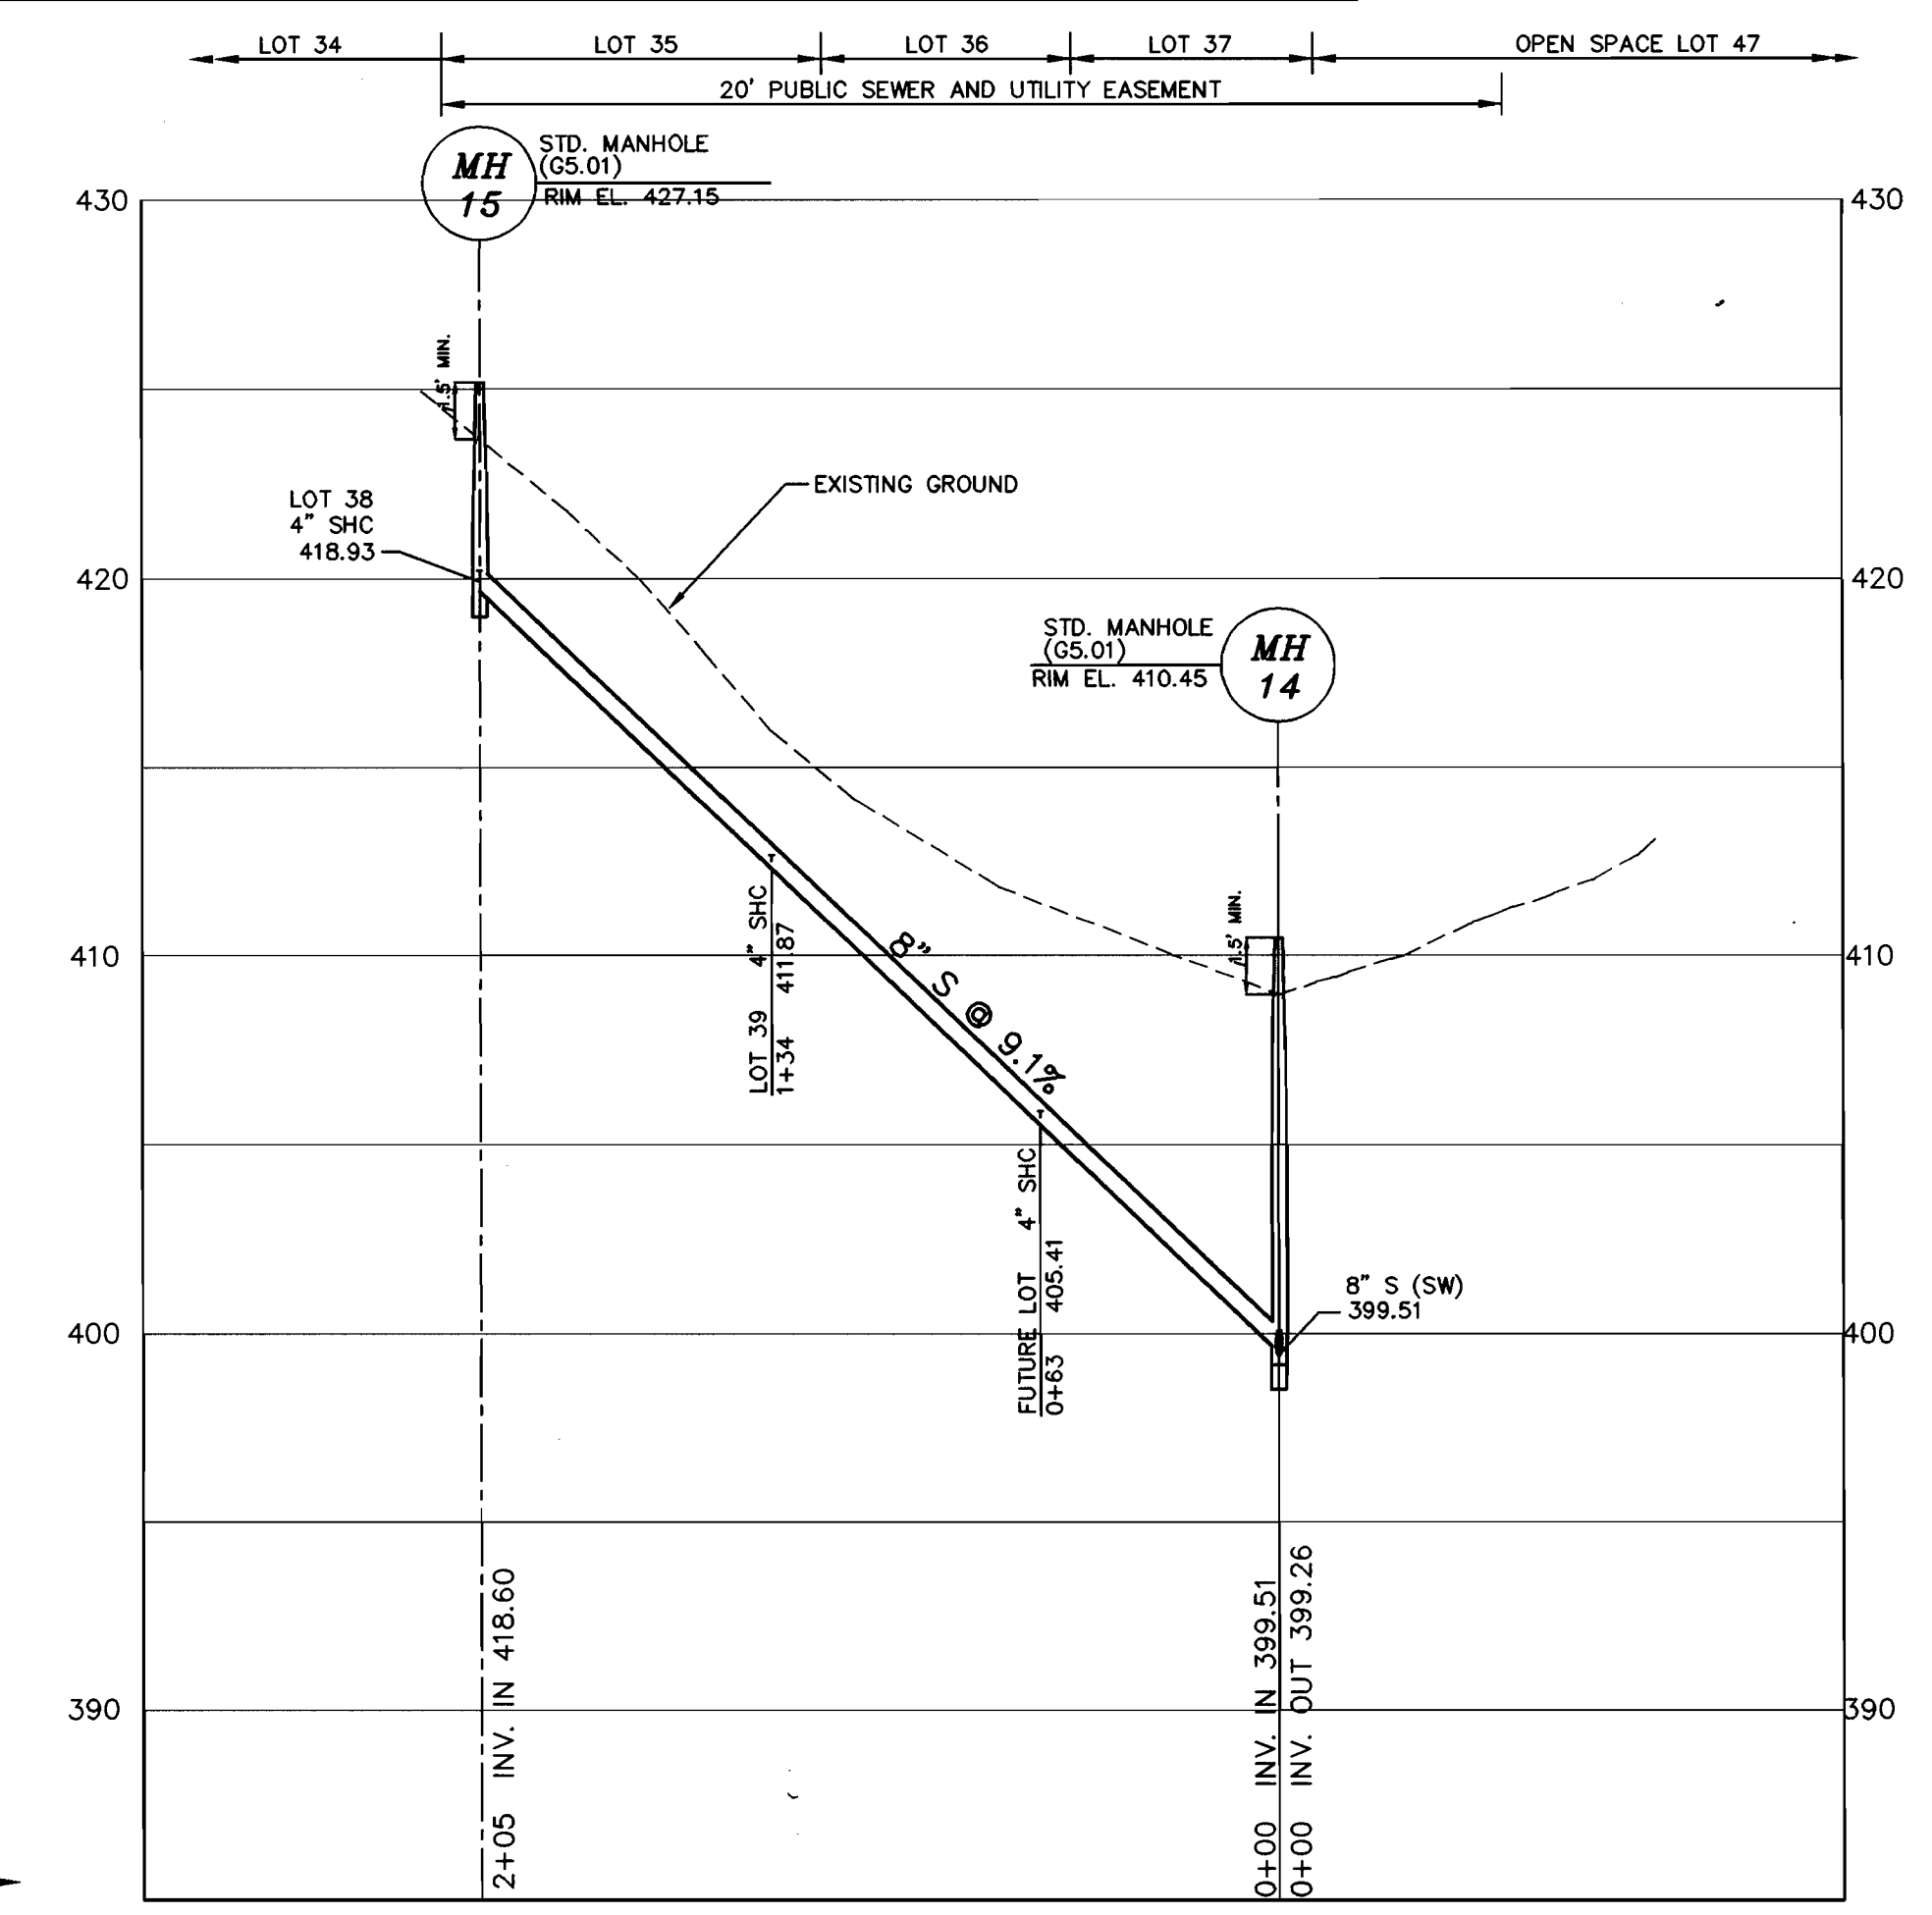 LOT 34
LOT 35
LOT 36
LOT 37
OPEN SPACE LOT 47
20' PUBLIC SEWER AND UTILITY EASEMENT
MH
15
STD. MANHOLE
(G5.01)
RIM EL. 427.15
430
430
1.5' MIN.
EXISTING GROUND
LOT 38
4" SHC
418.93
420
420
STD. MANHOLE
(G5.01)
RIM EL. 410.45
MH
14
1.5' MIN.
LOT 39 4" SHC
1+34 411.87
8" S @ 9.1%
410
410
FUTURE LOT 4" SHC
0+63 405.41
8" S (SW)
399.51
400
400
390
390
2+05 INV. IN 418.60
0+00 INV. IN 399.51
0+00 INV. OUT 399.26